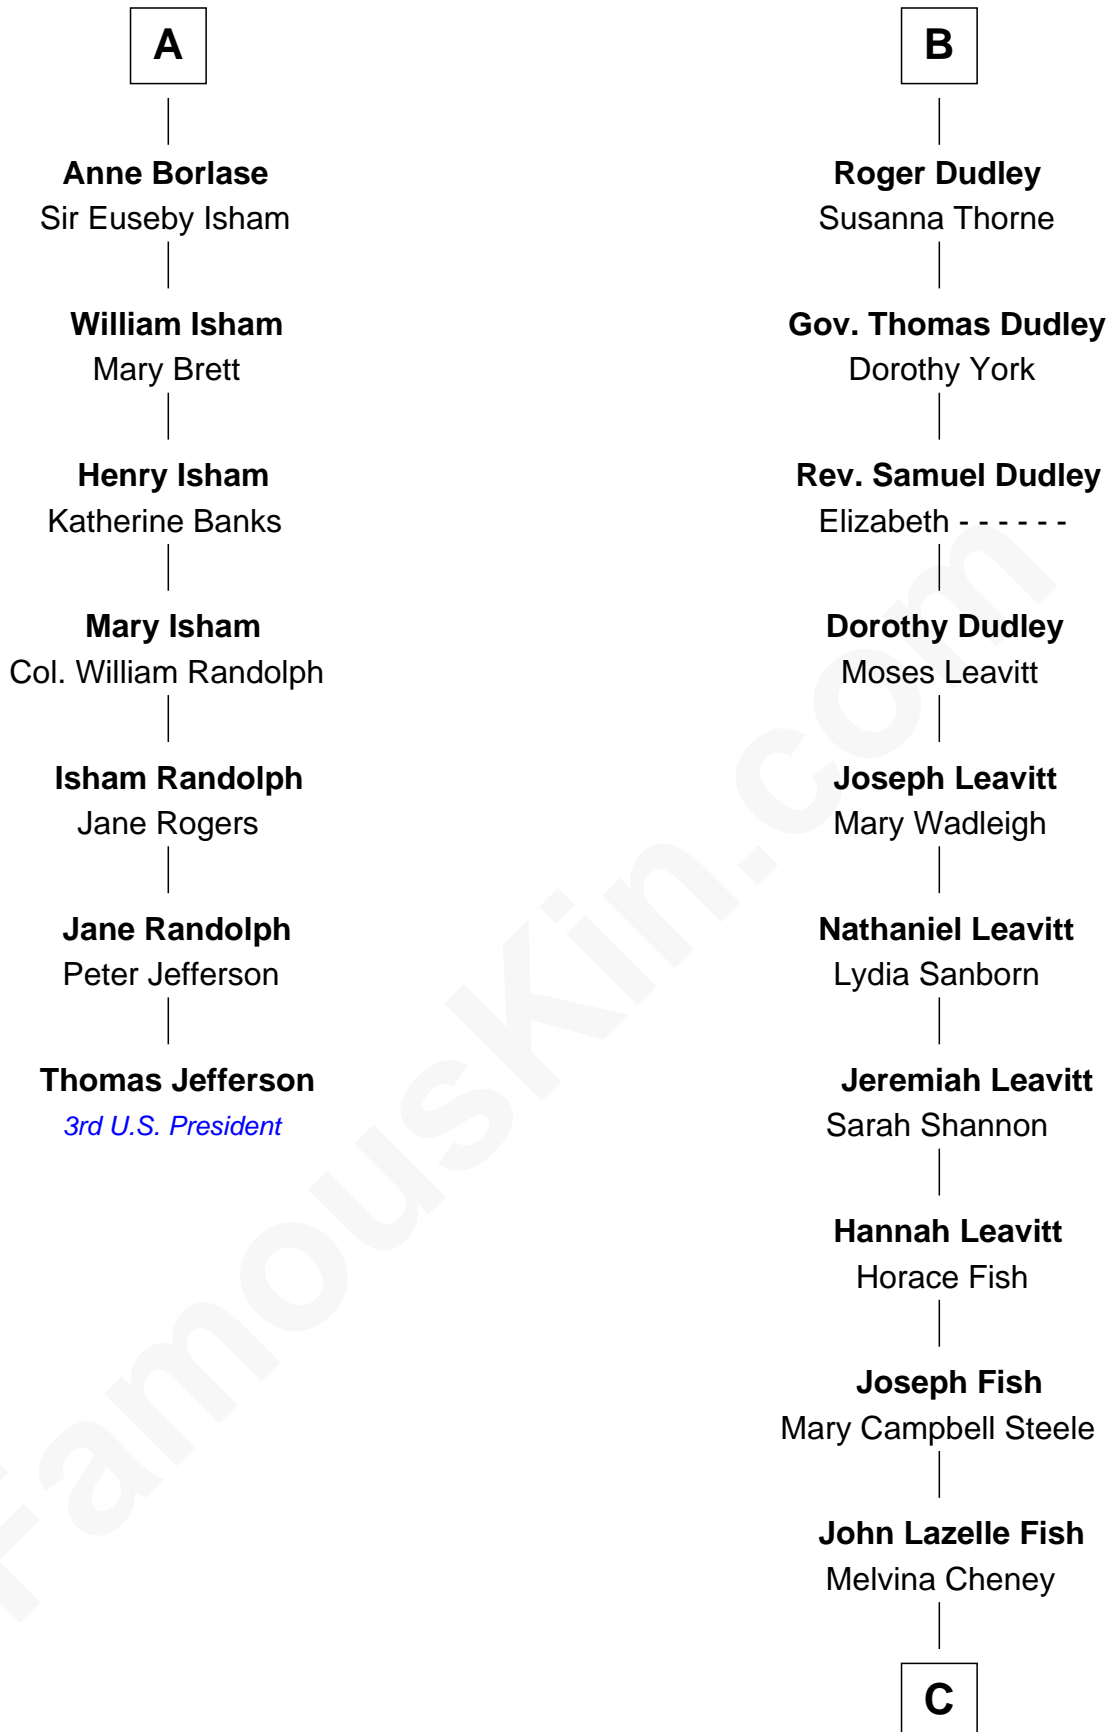 A
Anne Borlase
Sir Euseby Isham
William Isham
Mary Brett
Henry Isham
Katherine Banks
Mary Isham
Col. William Randolph
Isham Randolph
Jane Rogers
Jane Randolph
Peter Jefferson
Thomas Jefferson
3rd U.S. President
B
Roger Dudley
Susanna Thorne
Gov. Thomas Dudley
Dorothy York
Rev. Samuel Dudley
Elizabeth - - - - - -
Dorothy Dudley
Moses Leavitt
Joseph Leavitt
Mary Wadleigh
Nathaniel Leavitt
Lydia Sanborn
Jeremiah Leavitt
Sarah Shannon
Hannah Leavitt
Horace Fish
Joseph Fish
Mary Campbell Steele
John Lazelle Fish
Melvina Cheney
C
FamousKin.com